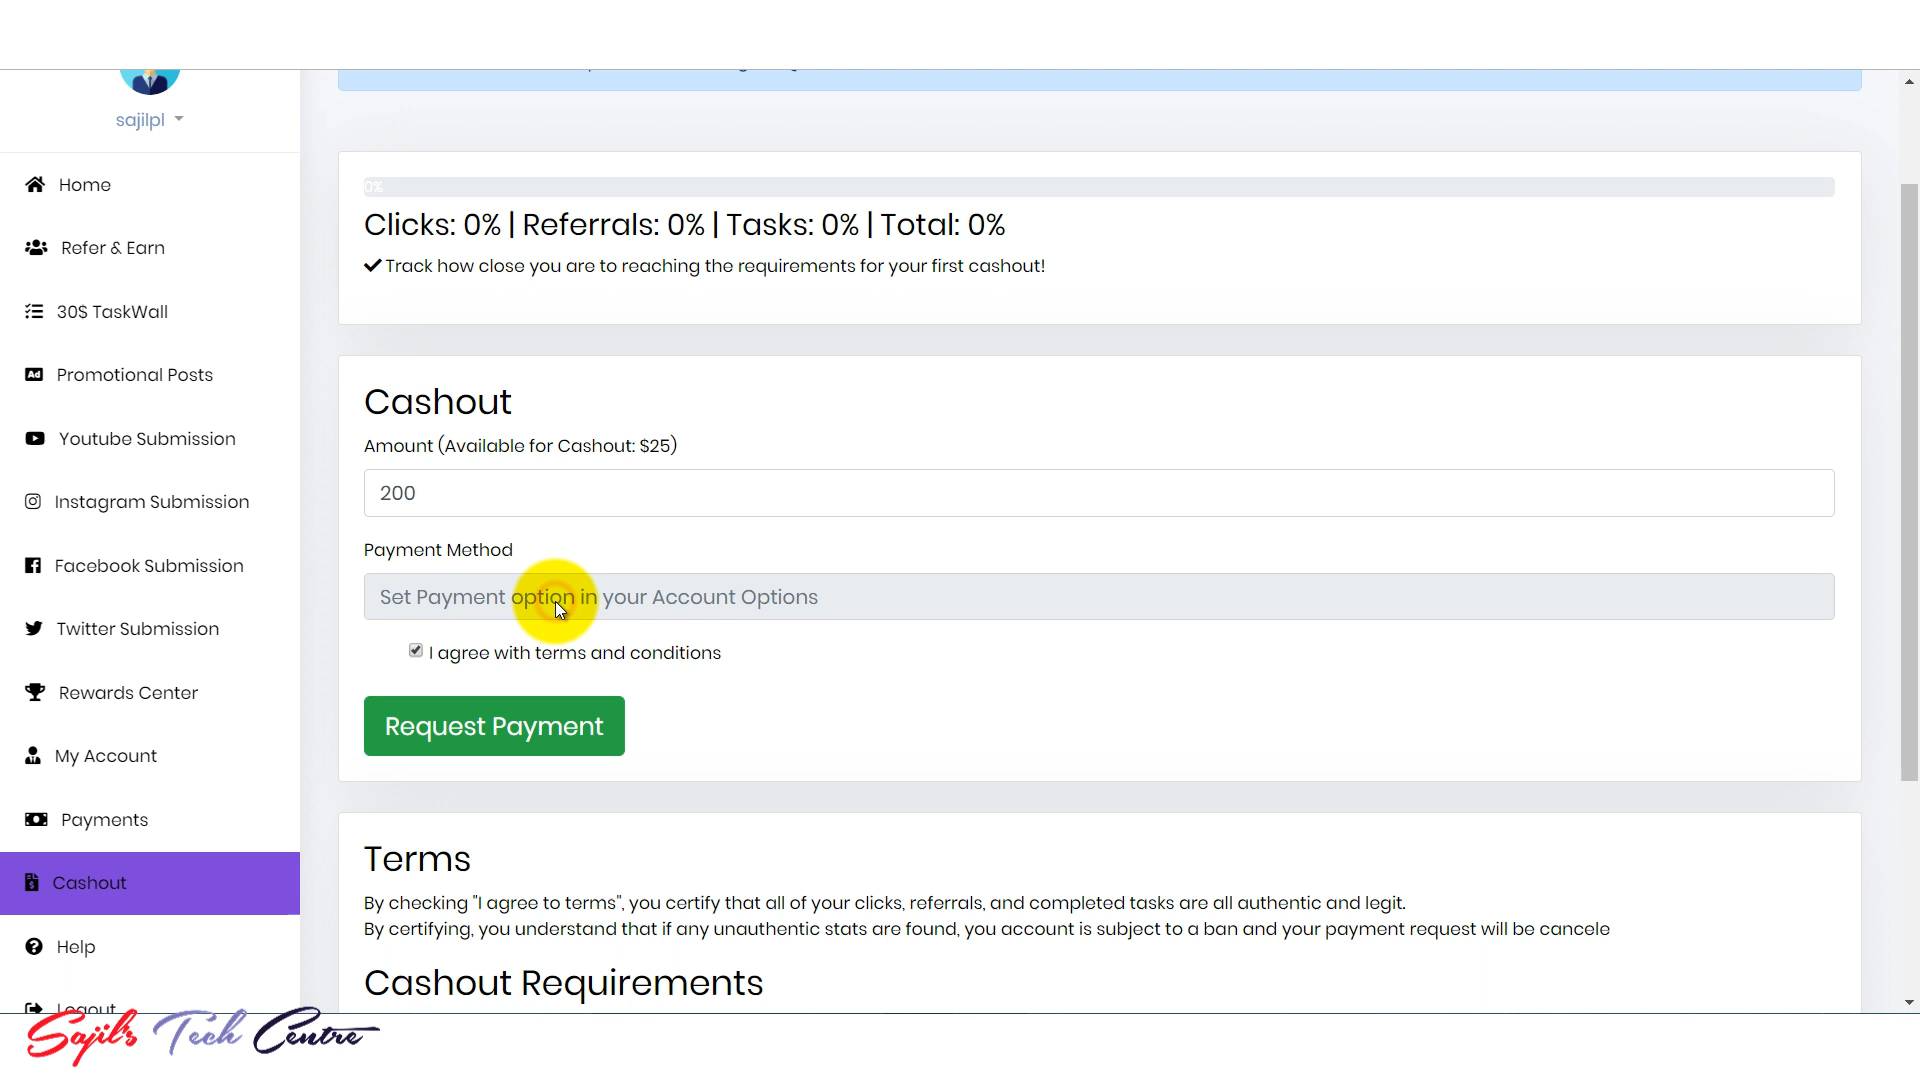 sajilpl
Home
Refer & Earn
30$ TaskWall
Promotional Posts
Youtube Submission
Instagram Submission
Facebook Submission
Twitter Submission
Rewards Center
My Account
Payments
Cashout
Help
Logout
0%
Clicks: 0% | Referrals: 0% | Tasks: 0% | Total: 0%
Track how close you are to reaching the requirements for your first cashout!
Cashout
Amount (Available for Cashout: $25)
200
Payment Method
Set Payment option in your Account Options
I agree with terms and conditions
Request Payment
Terms
By checking "I agree to terms", you certify that all of your clicks, referrals, and completed tasks are all authentic and legit.
By certifying, you understand that if any unauthentic stats are found, you account is subject to a ban and your payment request will be cancele
Cashout Requirements
Sajil's Tech Centre